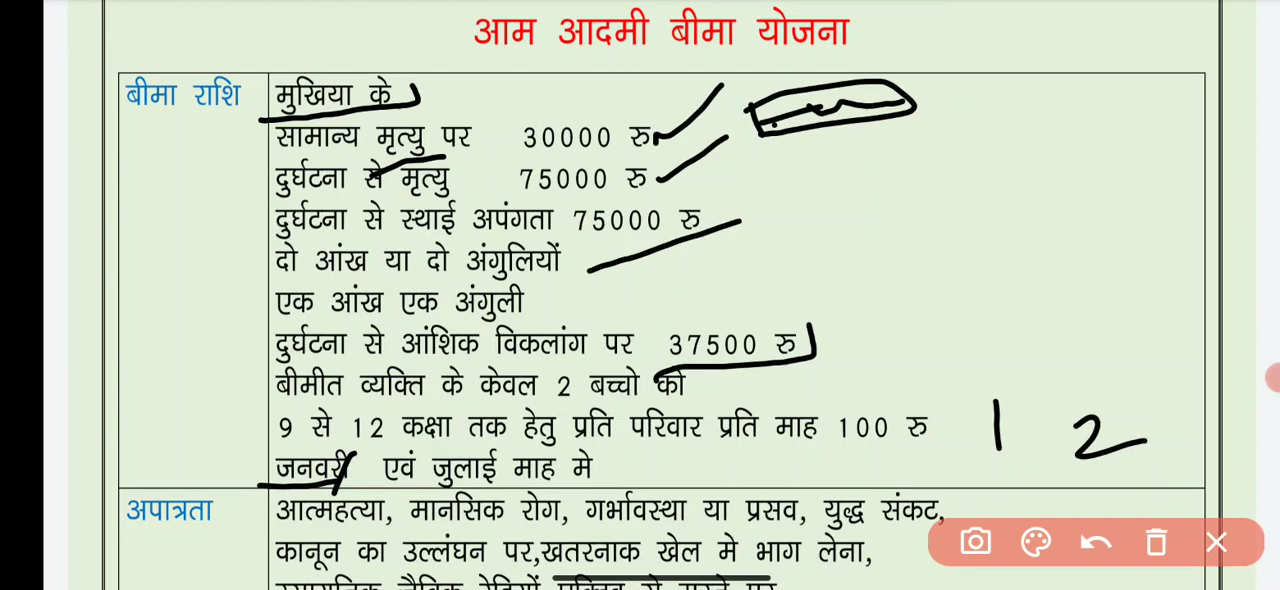 आम आदमी बीमा योजना
बीमा राशि
मुखिया के
सामान्य मृत्यु पर 30000 रु
दुर्घटना से मृत्यु 75000 रु
दुर्घटना से स्थाई अपंगता 75000 रु
दो आंख या दो अंगुलियों
एक आंख एक अंगुली
दुर्घटना से आंशिक विकलांग पर 37500 रु
बीमीत व्यक्ति के केवल 2 बच्चो को
9 से 12 कक्षा तक हेतु प्रति परिवार प्रति माह 100 रु 1 2
जनवरी एवं जुलाई माह मे
अपात्रता
आत्महत्या, मानसिक रोग, गर्भावस्था या प्रसव, युद्ध संकट,
कानून का उल्लंघन पर,खतरनाक खेल मे भाग लेना,